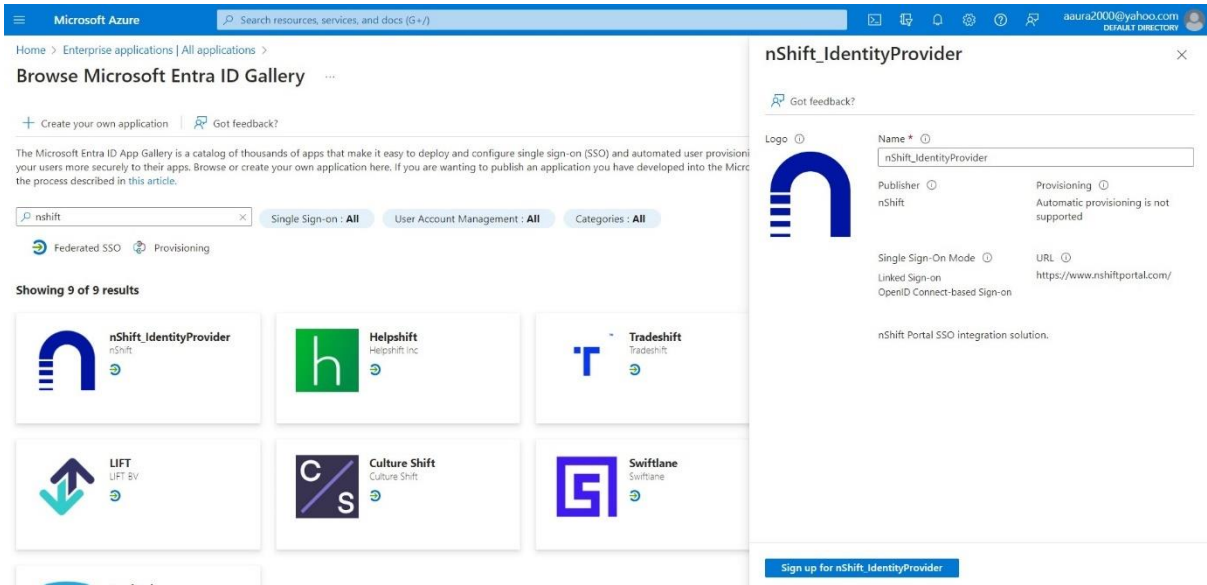 Microsoft Azure
Search resources, services, and docs (G+/)
aaura2000@yahoo.com
DEFAULT DIRECTORY
Home > Enterprise applications | All applications >
Browse Microsoft Entra ID Gallery ...
+ Create your own application
Got feedback?
The Microsoft Entra ID App Gallery is a catalog of thousands of apps that make it easy to deploy and configure single sign-on (SSO) and automated user provisioni
your users more securely to their apps. Browse or create your own application here. If you are wanting to publish an application you have developed into the Micro
the process described in this article.
nshift
Single Sign-on : All
User Account Management : All
Categories : All
Federated SSO
Provisioning
Showing 9 of 9 results
nShift_IdentityProvider
nShift
Helpshift
Helpshift Inc
Tradeshift
Tradeshift
LIFT
LIFT BV
C/S
Culture Shift
Culture Shift
Swiftlane
Swiftlane
nShift_IdentityProvider
Got feedback?
Logo
Name *
nShift_IdentityProvider
Publisher
nShift
Provisioning
Automatic provisioning is not
supported
Single Sign-On Mode
Linked Sign-on
OpenID Connect-based Sign-on
URL
https://www.nshiftportal.com/
nShift Portal SSO integration solution.
Sign up for nShift_IdentityProvider